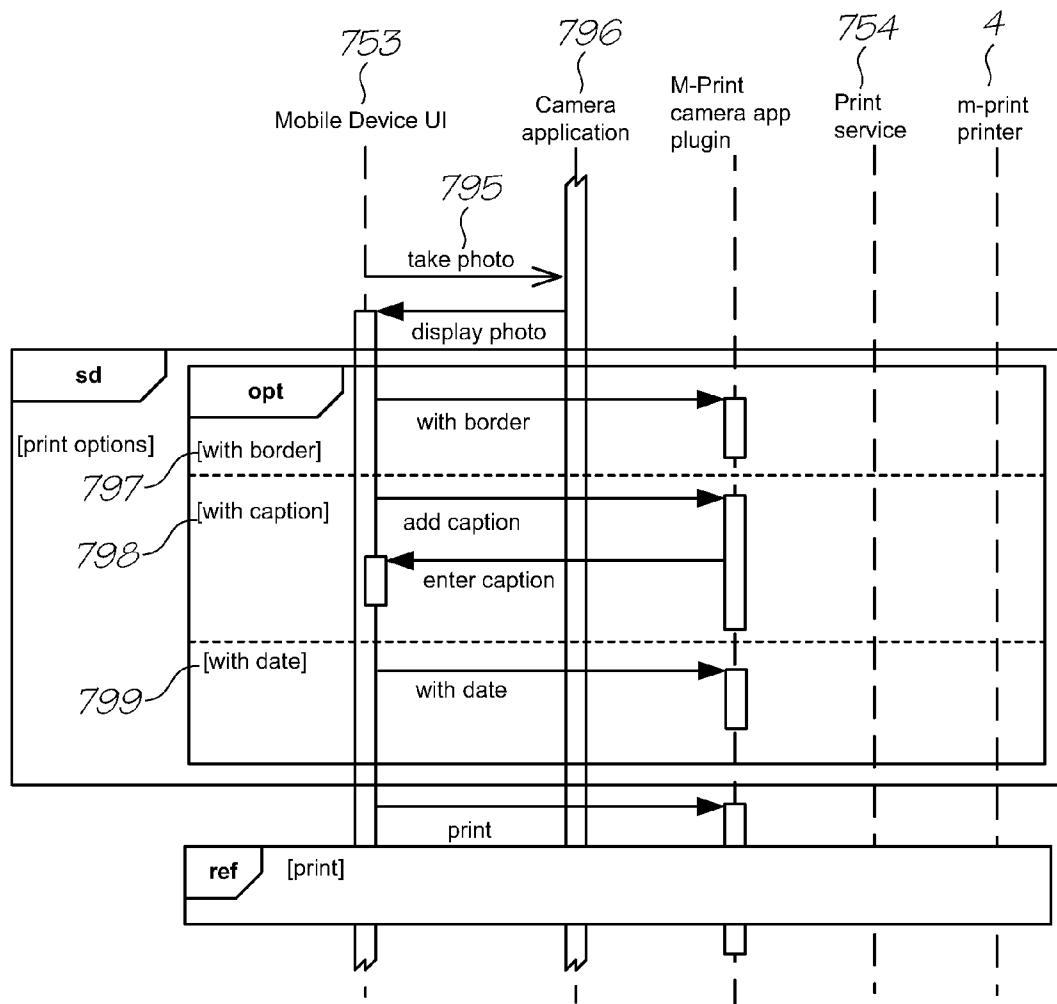 753
796
754
4
Mobile Device UI
Camera
application
M-Print
camera app
plugin
Print
service
m-print
printer
795
take photo
display photo
sd
opt
with border
[print options]
[with border]
797
[with caption]
add caption
798
enter caption
[with date]
with date
799
print
ref
[print]